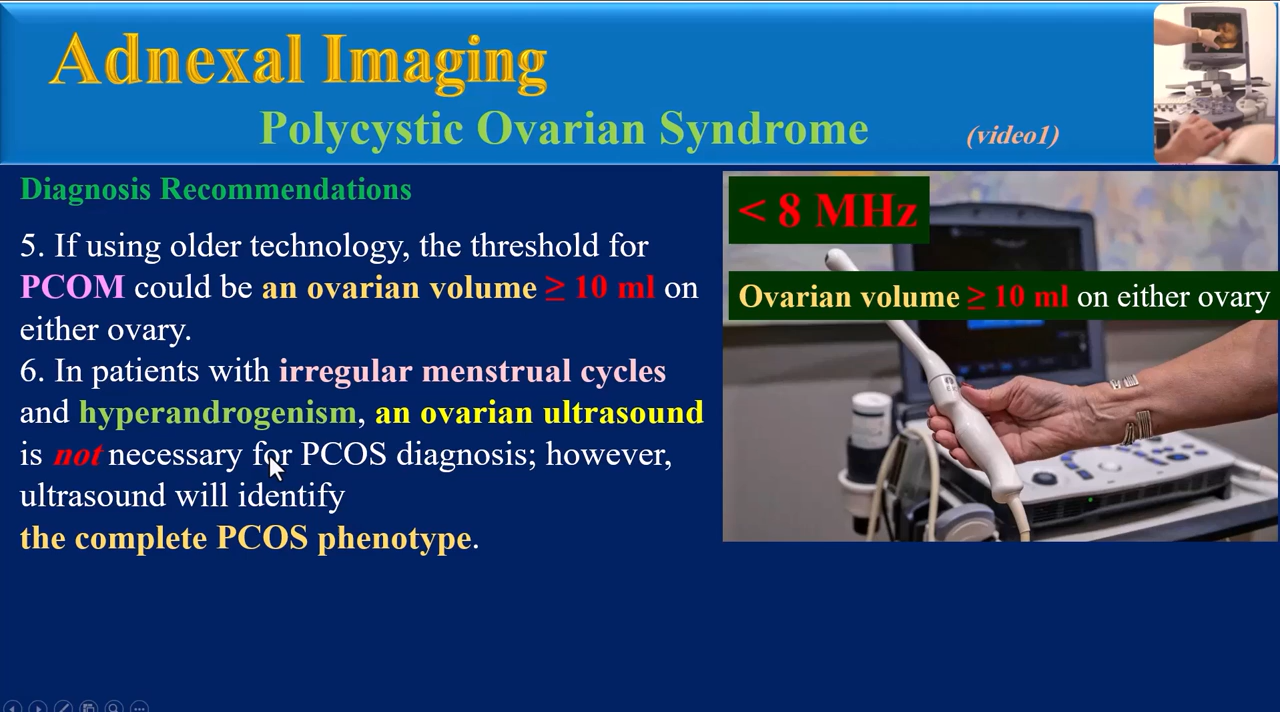 Adnexal Imaging
Polycystic Ovarian Syndrome (video1)
Diagnosis Recommendations
5. If using older technology, the threshold for
PCOM could be an ovarian volume ≥ 10 ml on
either ovary.
6. In patients with irregular menstrual cycles
and hyperandrogenism, an ovarian ultrasound
is not necessary for PCOS diagnosis; however,
ultrasound will identify
the complete PCOS phenotype.
< 8 MHz
Ovarian volume ≥ 10 ml on either ovary